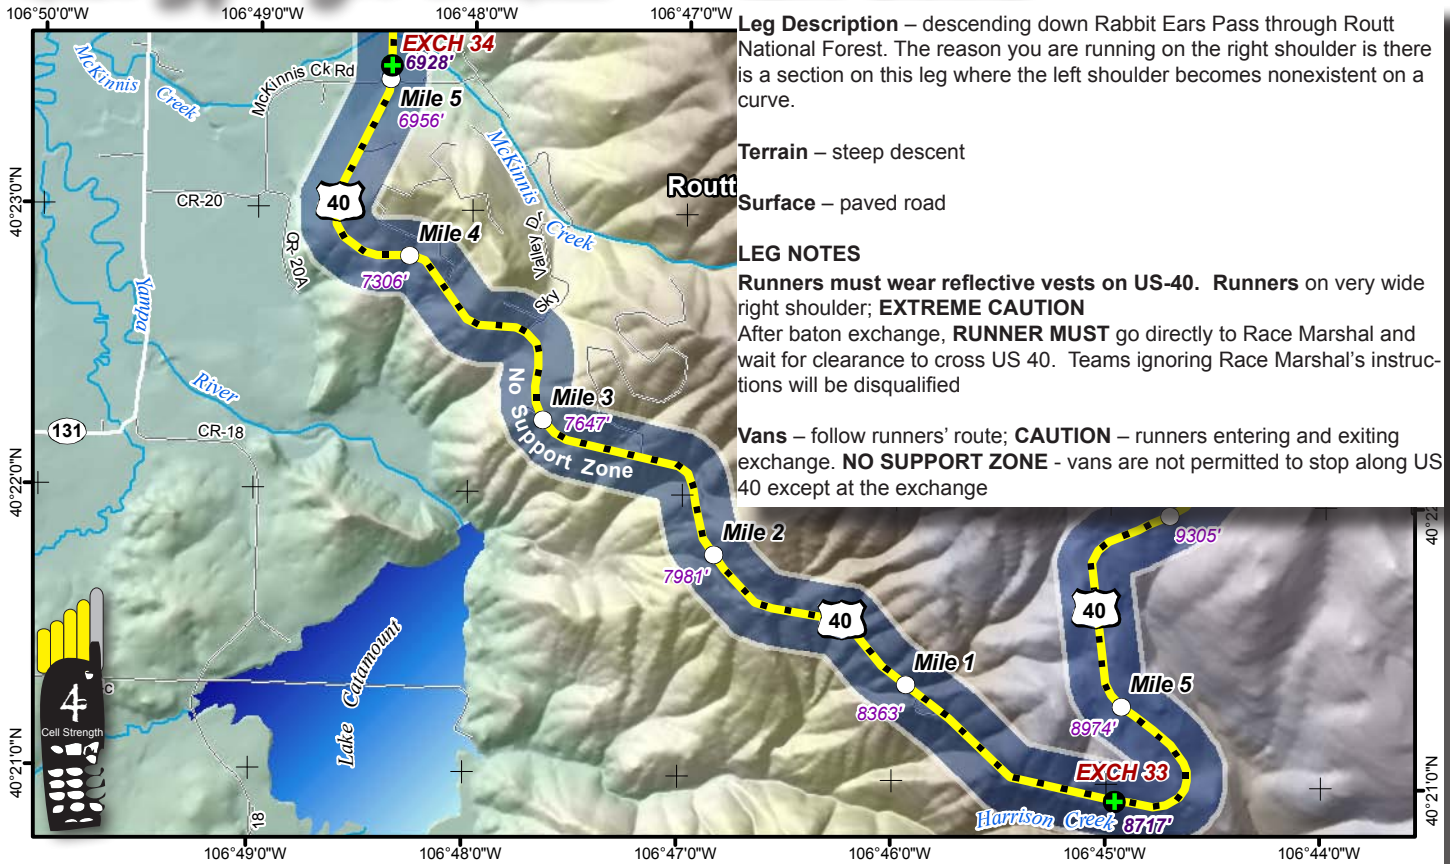 106°50'0"W
106°49'0"W
106°48'0"W
106°47'0"W
Leg Description – descending down Rabbit Ears Pass through Routt
National Forest. The reason you are running on the right shoulder is there
is a section on this leg where the left shoulder becomes nonexistent on a
curve.
Terrain – steep descent
Surface – paved road
LEG NOTES
Runners must wear reflective vests on US-40.  Runners on very wide
right shoulder; EXTREME CAUTION
After baton exchange, RUNNER MUST go directly to Race Marshal and
wait for clearance to cross US 40.  Teams ignoring Race Marshal's instruc-
tions will be disqualified
Vans – follow runners' route; CAUTION – runners entering and exiting
exchange. NO SUPPORT ZONE - vans are not permitted to stop along US
40 except at the exchange
EXCH 34
6928'
McKinnis Creek
McKinnis Ck Rd
Mile 5
6956'
McKinnis Creek
Routt
40°23'0"N
CR-20
40
CR-20A
Mile 4
7306'
Sky Valley Dr
Yampa River
No Support Zone
Mile 3
7647'
131
CR-18
40°22'0"N
Mile 2
7981'
9305'
40°22
40
40
Mile 1
8363'
Mile 5
8974'
4
Cell Strength
Lake Catamount
40°21'0"N
EXCH 33
8717'
Harrison Creek
40°21'0"N
18
106°49'0"W
106°48'0"W
106°47'0"W
106°46'0"W
106°45'0"W
106°44'0"W